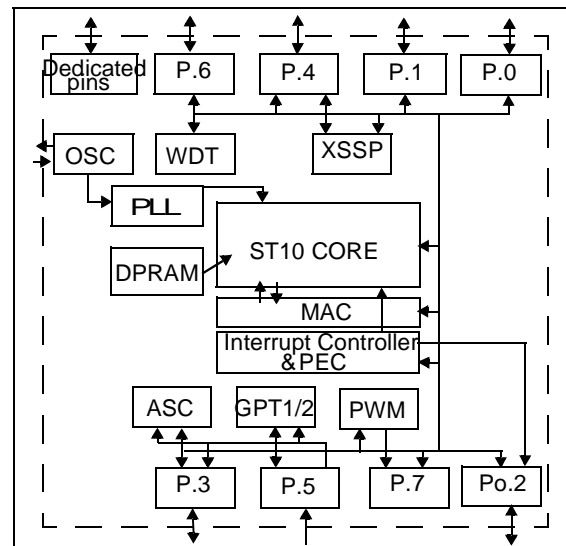 Dedicated
pins
P.6
P.4
P.1
P.0
OSC
WDT
XSSP
PLL
ST10 CORE
DPRAM
MAC
Interrupt Controller
&PEC
ASC
GPT1/2
PWM
P.3
P.5
P.7
Po.2